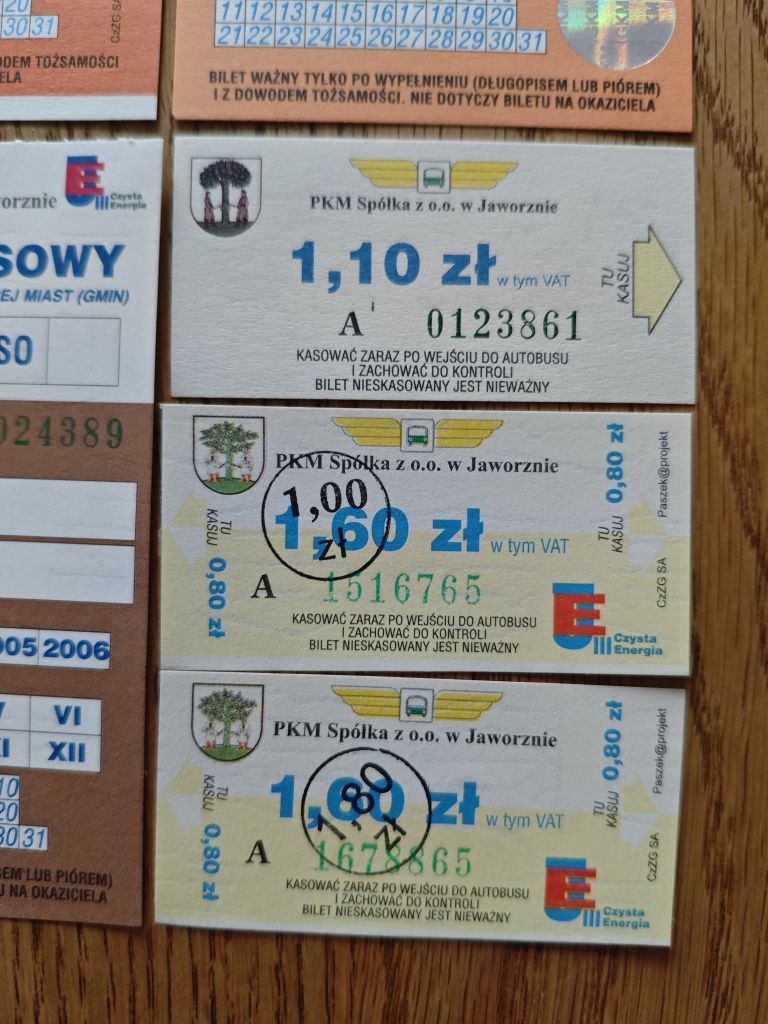 20
30 31
CzZG SA
DOWODEM TOŻSAMOŚCI
11 12 13 14 15 16 17 18 19 20
21 22 23 24 25 26 27 28 29 30 31
GKM
BILET WAŻNY TYLKO PO WYPEŁNIENIU (DŁUGOPISEM LUB PIÓREM)
I Z DOWODEM TOŻSAMOŚCI. NIE DOTYCZY BILETU NA OKAZICIELA
Czysta
Energia
SOWY
EJ MIAST (GMIN)
SO
024389
2005 2006
VI
XI XII
10
20
30 31
SEM LUB PIÓREM)
NA OKAZICIELA
PKM Spółka z o.o. w Jaworznie
1,10 zł w tym VAT
TU
KASUJ
A 0123861
KASOWAĆ ZARAZ PO WEJŚCIU DO AUTOBUSU
I ZACHOWAĆ DO KONTROLI
BILET NIESKASOWANY JEST NIEWAŻNY
PKM Spółka z o.o. w Jaworznie
1,00
zł
1,60 zł w tym VAT
TU
KASUJ 0,80 zł
TU
KASUJ 0,80 zł
Paszek@projekt
CzZG SA
A 1516765
KASOWAĆ ZARAZ PO WEJŚCIU DO AUTOBUSU
I ZACHOWAĆ DO KONTROLI
BILET NIESKASOWANY JEST NIEWAŻNY
E
Czysta
Energia
PKM Spółka z o.o. w Jaworznie
1,80
zł
1,60 zł w tym VAT
TU
KASUJ 0,80 zł
TU
KASUJ 0,80 zł
Paszek@projekt
CzZG SA
A 1678865
KASOWAĆ ZARAZ PO WEJŚCIU DO AUTOBUSU
I ZACHOWAĆ DO KONTROLI
BILET NIESKASOWANY JEST NIEWAŻNY
E
Czysta
Energia